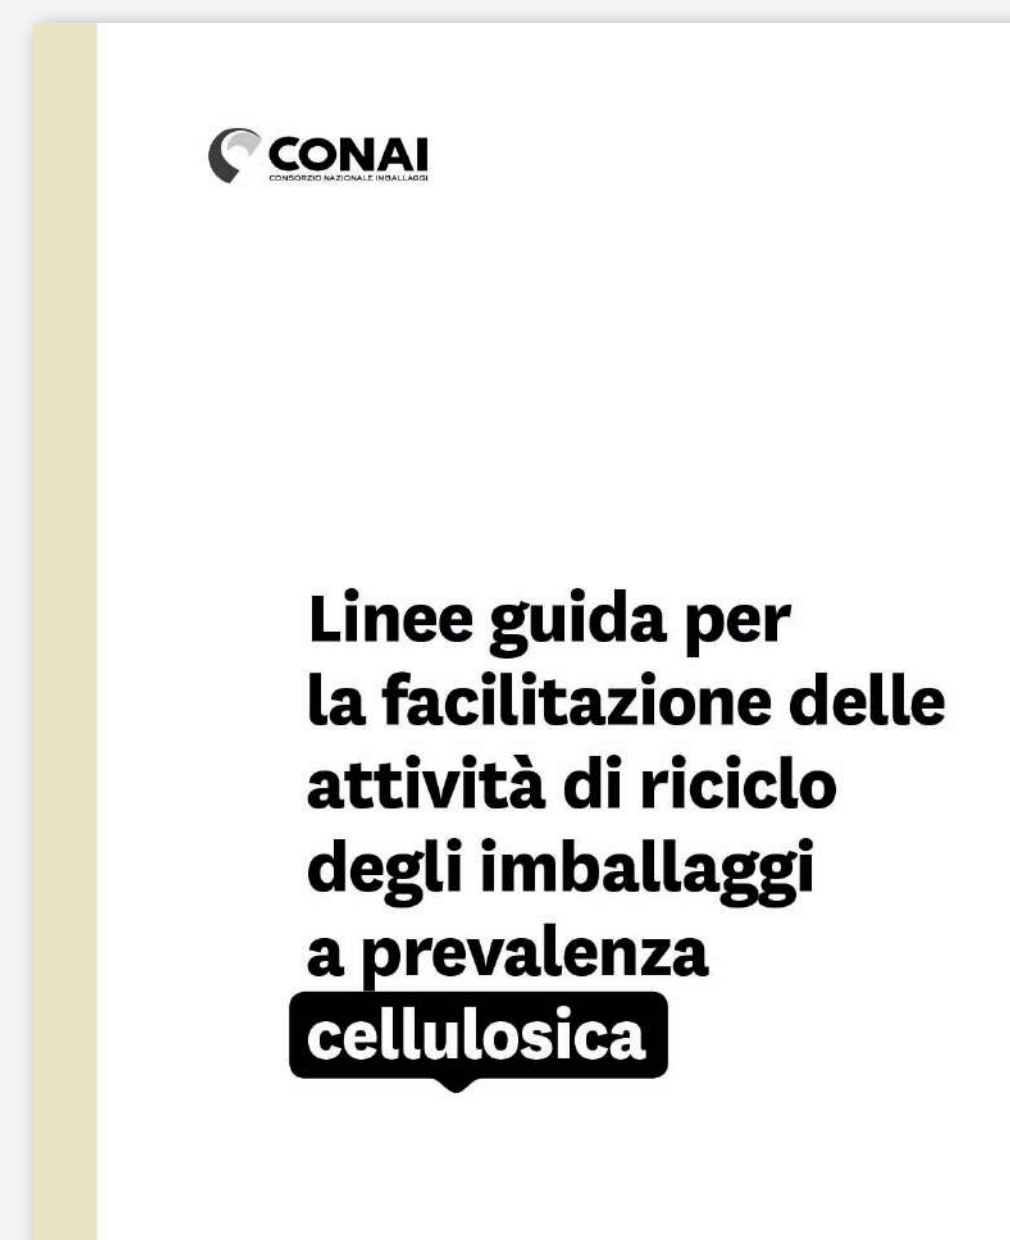 CONAI
CONSORZIO NAZIONALE IMBALLAGGI
Linee guida per
la facilitazione delle
attività di riciclo
degli imballaggi
a prevalenza
cellulosica